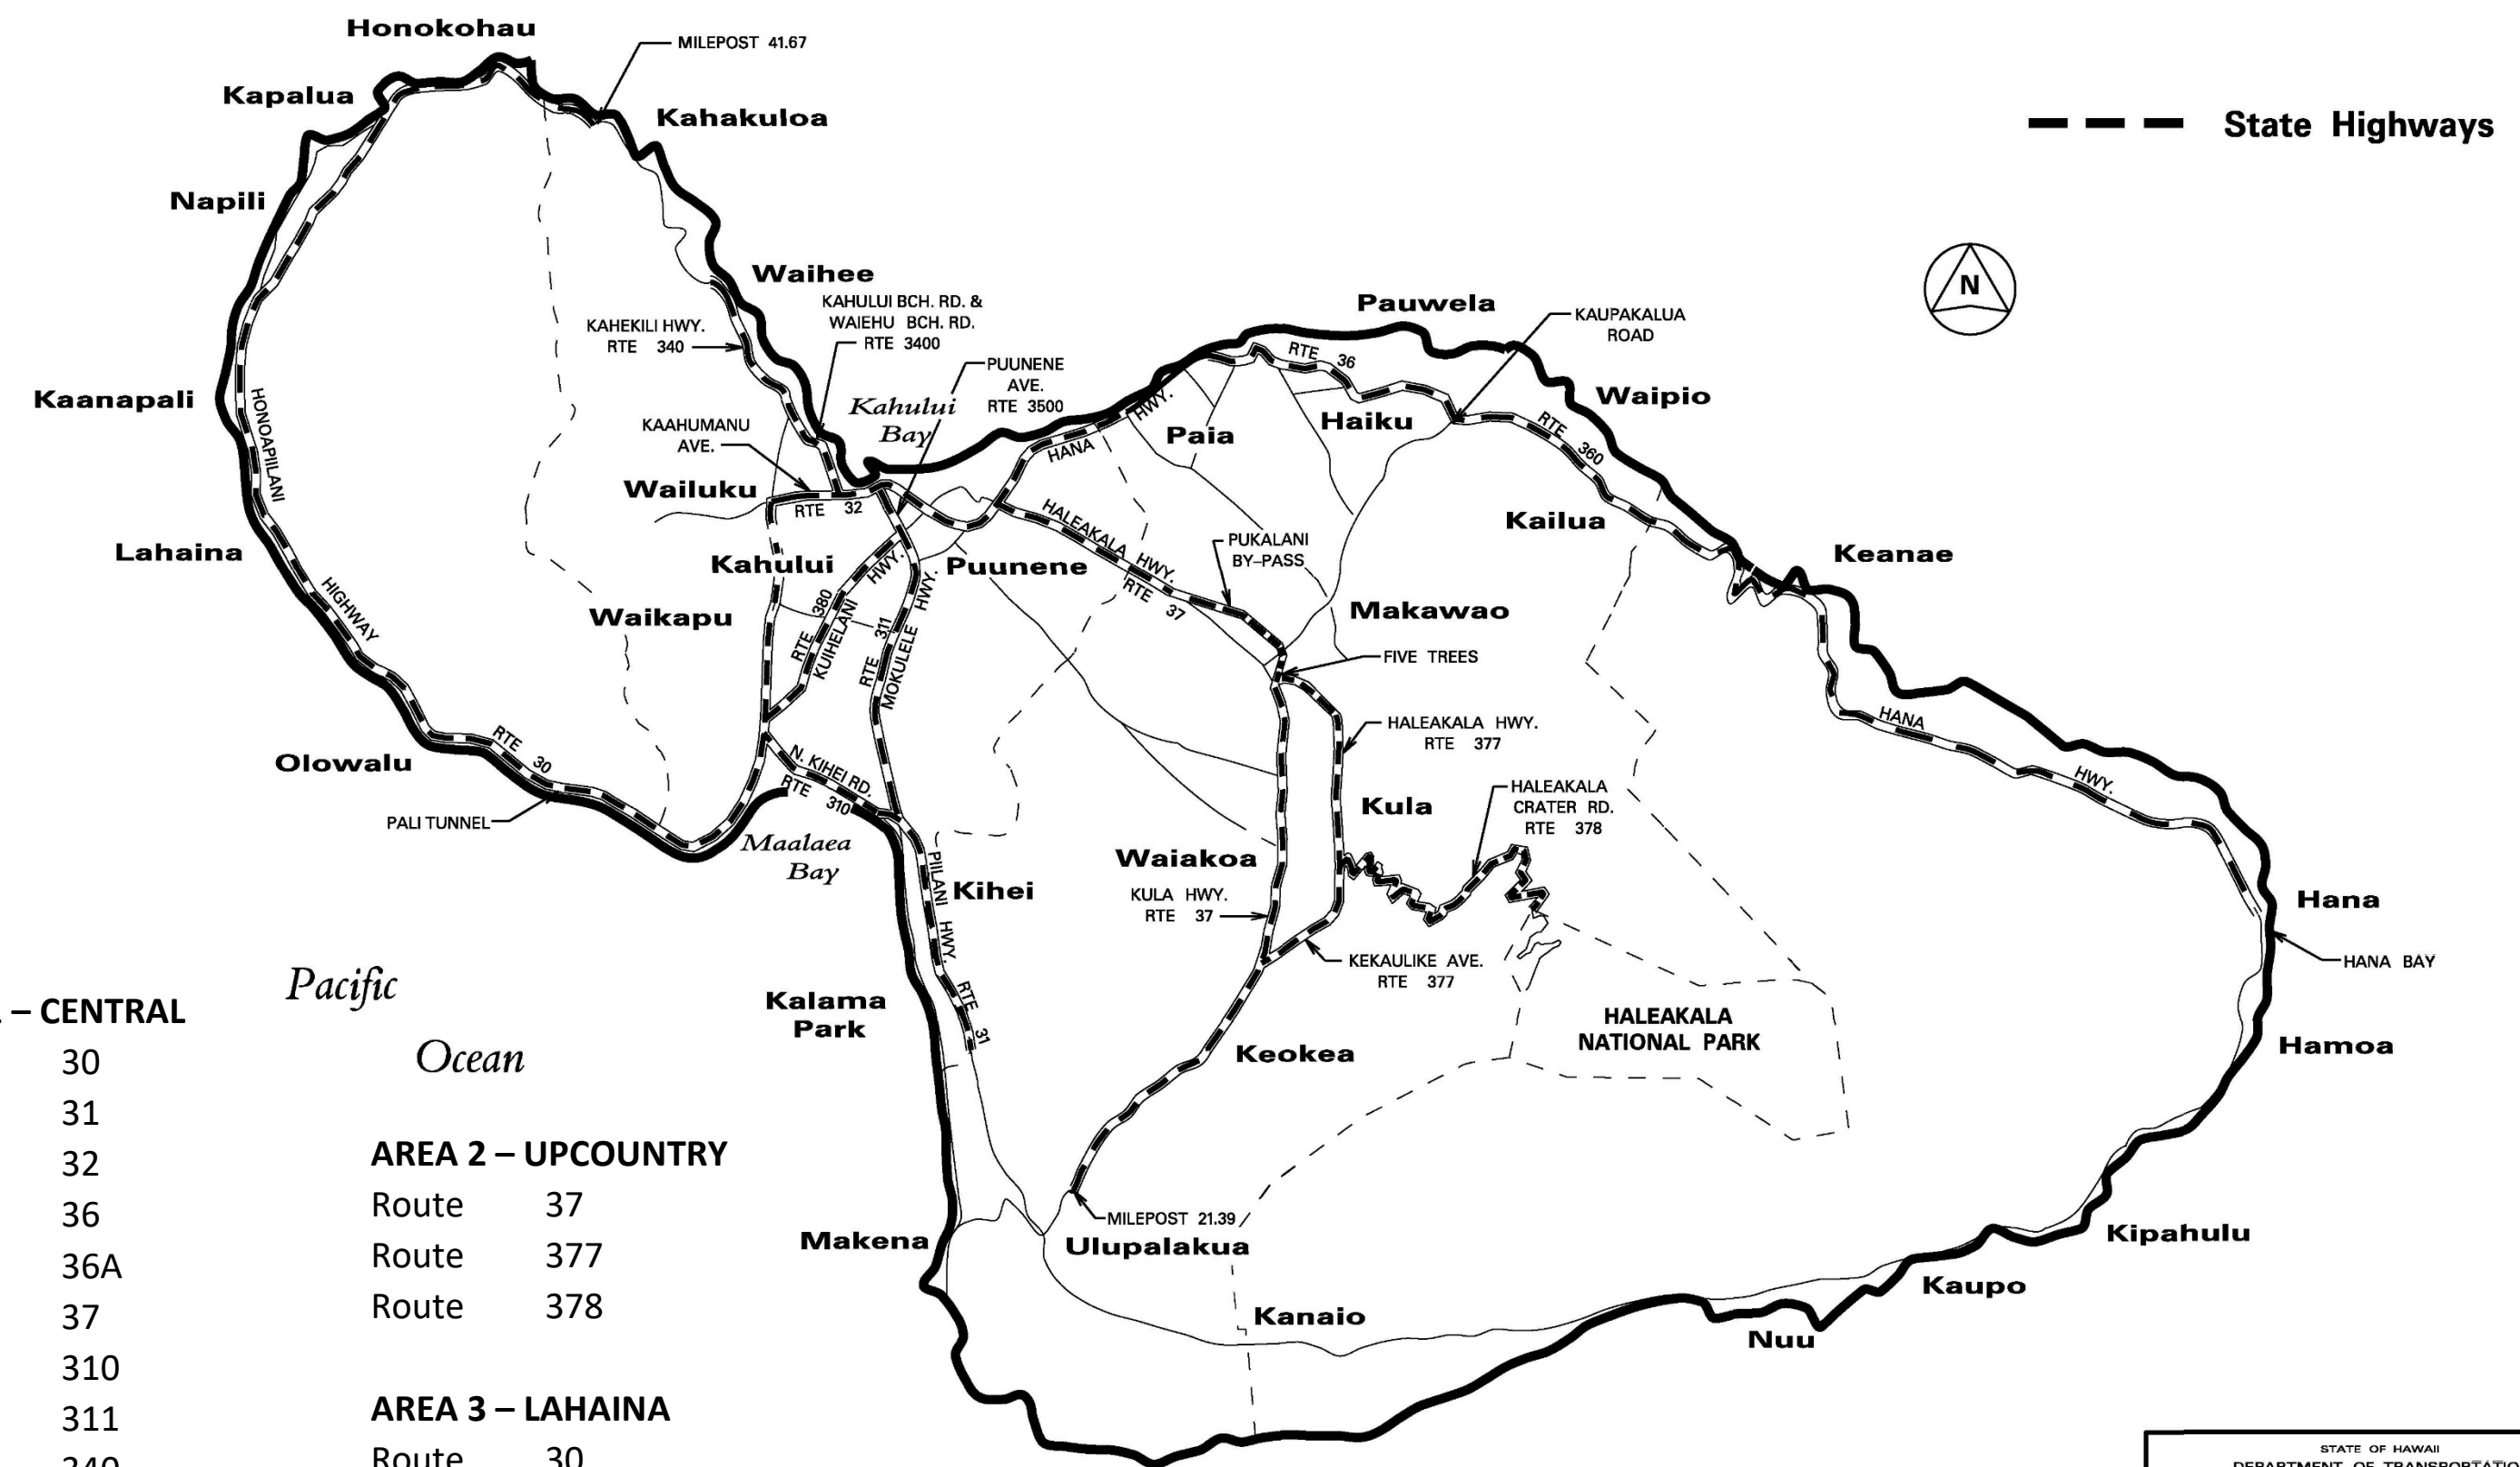 Honokohau
MILEPOST 41.67
Kapalua
Kahakuloa
State Highways
Napili
N
Waihee
KAHULUI BCH. RD. &
WAIEHU BCH. RD.
RTE 3400
KAHEKILI HWY.
RTE 340
Pauwela
KAUPAKALUA
ROAD
PUUNENE
AVE.
RTE 3500
RTE 36
Kaanapali
Kahului
Bay
HWY.
Waipio
HONOAPIILANI
KAAHUMANU
AVE.
HANA
Paia
Haiku
RTE 360
Wailuku
RTE 32
Kailua
Lahaina
HALEAKALA HWY.
RTE 37
PUKALANI
BY-PASS
Keanae
Kahului
HWY.
Puunene
HIGHWAY
Waikapu
RTE 380
KUIHELANI
RTE 311
MOKULELE HWY.
Makawao
FIVE TREES
HALEAKALA HWY.
RTE 377
HANA
HWY.
Olowalu
RTE 30
N. KIHEI RD.
RTE 310
PALI TUNNEL
Maalaea
Bay
Kula
HALEAKALA
CRATER RD.
RTE 378
Waiakoa
PIILANI HWY.
Kihei
KULA HWY.
RTE 37
Hana
HANA BAY
KEKAULIKE AVE.
RTE 377
RTE 31
Pacific
Ocean
Kalama
Park
HALEAKALA
NATIONAL PARK
Keokea
Hamoa
– CENTRAL
30
31
32
36
36A
37
310
311
340
AREA 2 – UPCOUNTRY
Route 37
Route 377
Route 378
AREA 3 – LAHAINA
Route 30
MILEPOST 21.39
Makena
Ulupalakua
Kipahulu
Kaupo
Kanaio
Nuu
STATE OF HAWAII
DEPARTMENT OF TRANSPORTATIO